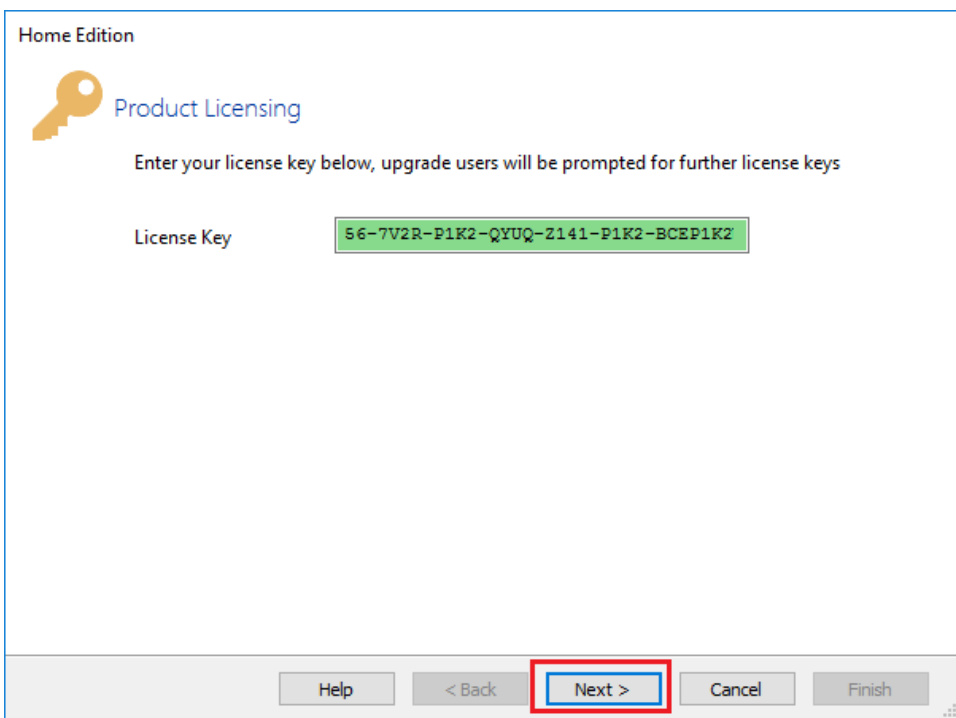 Home Edition
Product Licensing
Enter your license key below, upgrade users will be prompted for further license keys
License Key
56-7V2R-P1K2-QYUQ-Z141-P1K2-BCEP1K2
Help
< Back
Next >
Cancel
Finish